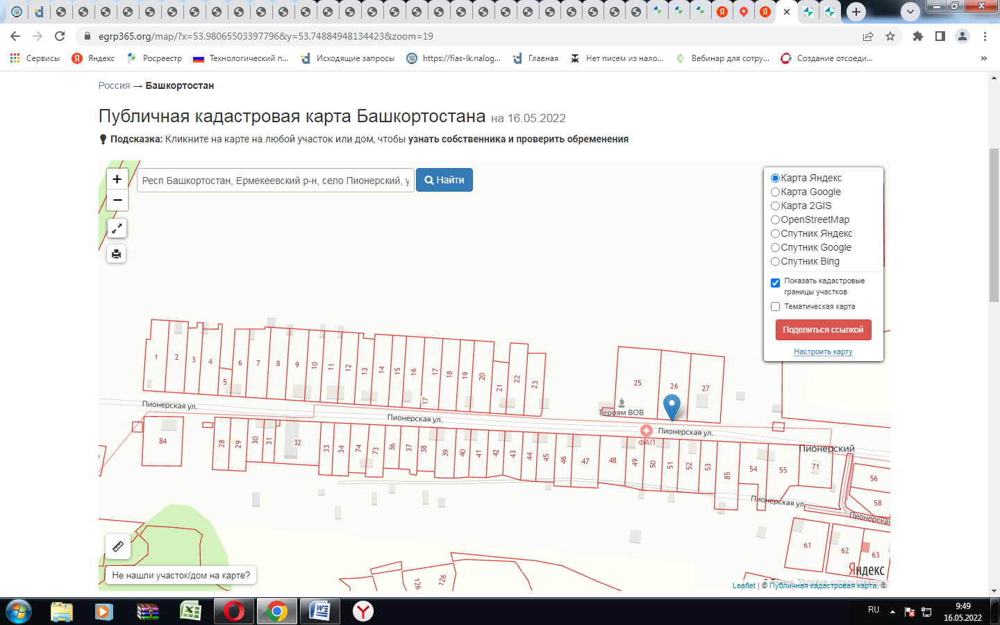 egrp365.org/map/?x=53.98065503397796&y=53.74884948134423&zoom=19
Сервисы
Яндекс
Росреестр
Технологический п...
Исходящие запросы
https://fias-lk.nalog...
Главная
Нет писем из нало...
Вебинар для сотру...
Создание отсоеди...
»
Россия → Башкортостан
Публичная кадастровая карта Башкортостана на 16.05.2022
Подсказка: Кликните на карте на любой участок или дом, чтобы узнать собственника и проверить обременения
+
−
Респ Башкортостан, Ермекеевский р-н, село Пионерский, у
Найти
Карта Яндекс
Карта Google
Карта 2GIS
OpenStreetMap
Спутник Яндекс
Спутник Google
Спутник Bing
Показать кадастровые
границы участков
Тематическая карта
Поделиться ссылкой
Настроить карту
1 2 3 4 5 6 7 8 9 10 11 12 13 14 15 16 17 18 19 20 21 22 23 25 26 27
17
Пионерская ул.
Пионерская ул.
Героям ВОВ
Пионерская ул.
ФАП
Пионерский
84 28 29 30 31 32 33 34 74 73 36 37 38 39 40 41 42 43 44 45 46 47 48 49 50 51 52 53 85 54 55 71 56
58
Пионерская ул.
Пионерская
61 62 63
126 126
Яндекс
Не нашли участок/дом на карте?
© Яндекс Условия использования
Leaflet | © Публичная кадастровая карта, ©
RU
9:49
16.05.2022